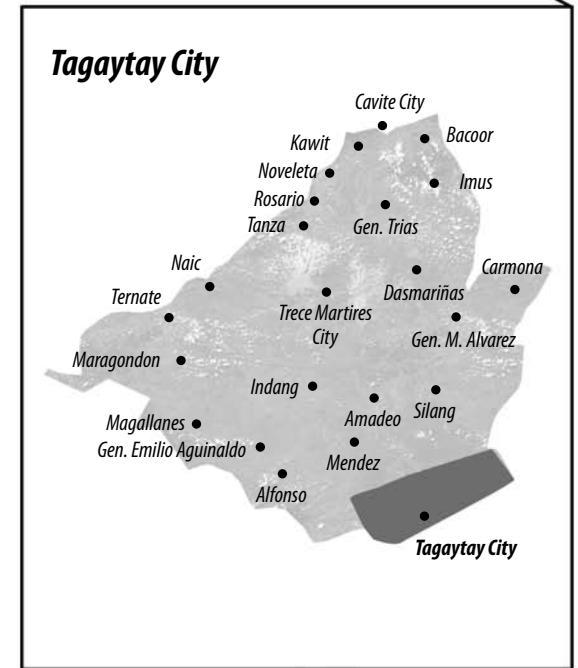 Tagaytay City
Cavite City
Bacoor
Kawit
Noveleta
Imus
Rosario
Gen. Trias
Tanza
Naic
Carmona
Dasmariñas
Ternate
Trece Martires
City
Gen. M. Alvarez
Maragondon
Indang
Amadeo
Silang
Magallanes
Gen. Emilio Aguinaldo
Mendez
Alfonso
Tagaytay City